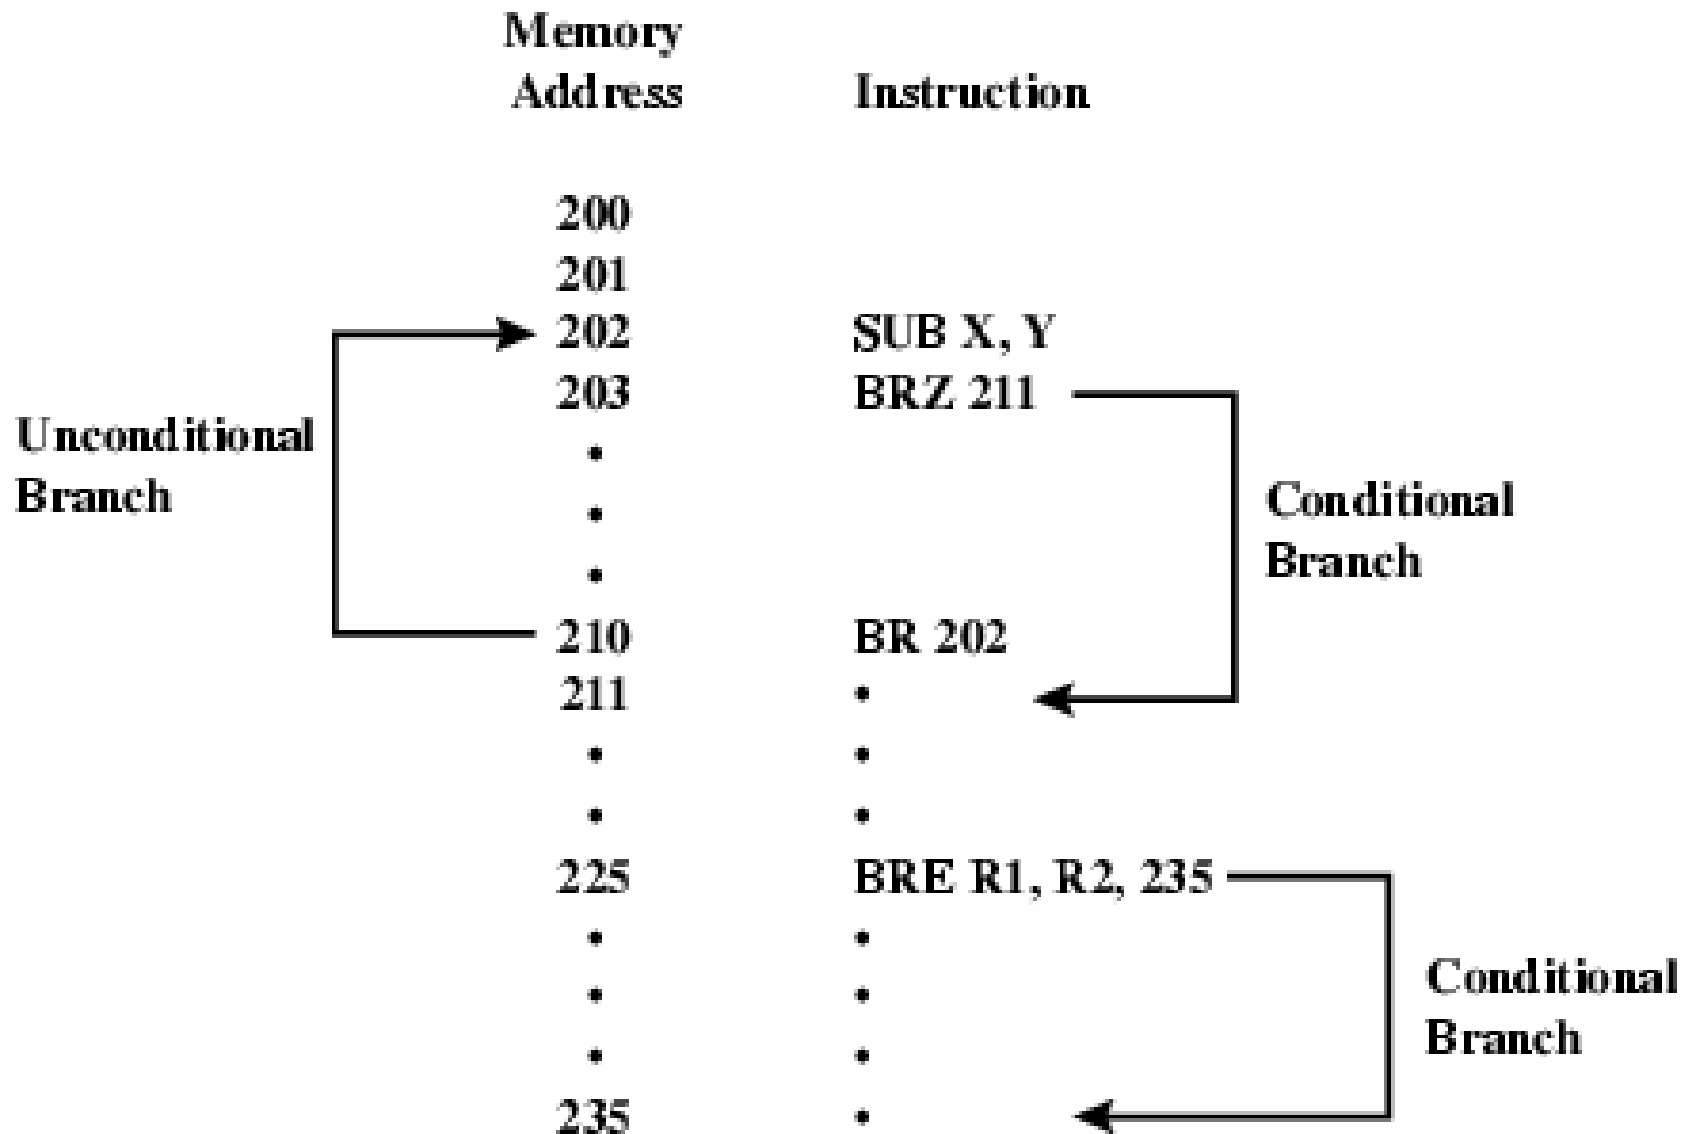 Memory
Address Instruction
200
201
202 SUB X, Y
203 BRZ 211
Unconditional
Branch
Conditional
Branch
210 BR 202
211
225 BRE R1, R2, 235
Conditional
Branch
235